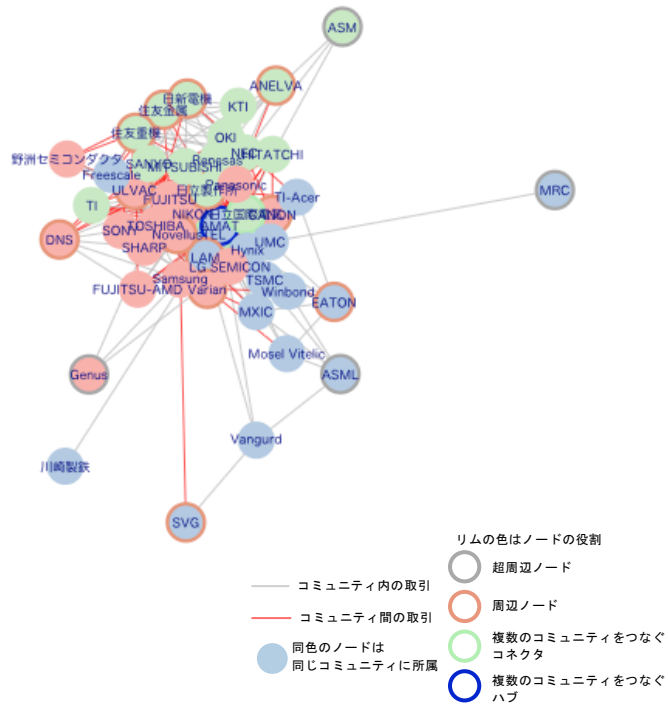 ASM
ANELVA
日新電機
KTI
住友金属
住友重機
OKI
NEC
HITATCHI
野洲セミコンダクタ
SANYO
MITSUBISHI
Renesas
Freescale
Panasonic
ULVAC
日立製作所
TI-Acer
MRC
FUJITSU
TI
NIKON
CANON
TOSHIBA
AMAT
SONY
DNS
Novellus
TEL
UMC
SHARP
Hynix
LAM
LG SEMICON
Samsung
TSMC
FUJITSU-AMD
Varian
Winbond
EATON
MXIC
Mosel Vitelic
Genus
ASML
Vangurd
川崎製鉄
SVG
リムの色はノードの役割
超周辺ノード
コミュニティ内の取引
周辺ノード
コミュニティ間の取引
複数のコミュニティをつなぐ
コネクタ
同色のノードは
同じコミュニティに所属
複数のコミュニティをつなぐ
ハブ